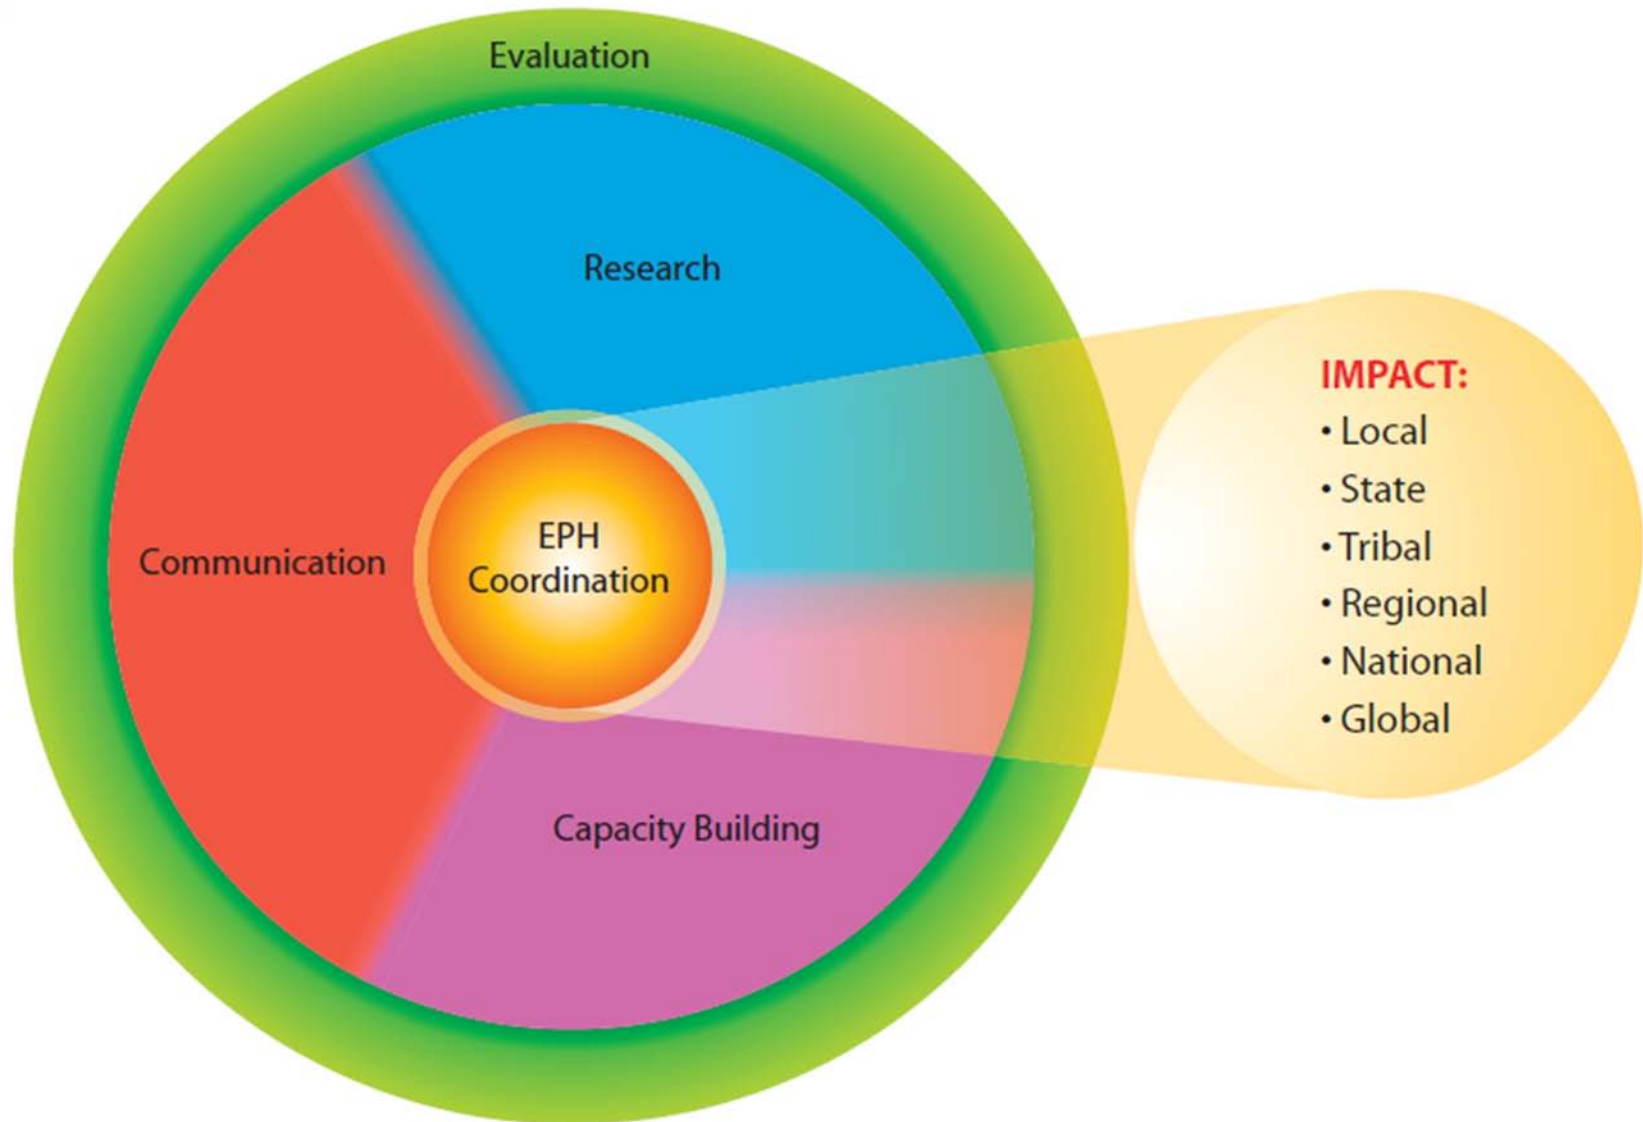 Evaluation
Research
Communication
EPH
Coordination
Capacity Building
IMPACT:
• Local
• State
• Tribal
• Regional
• National
• Global